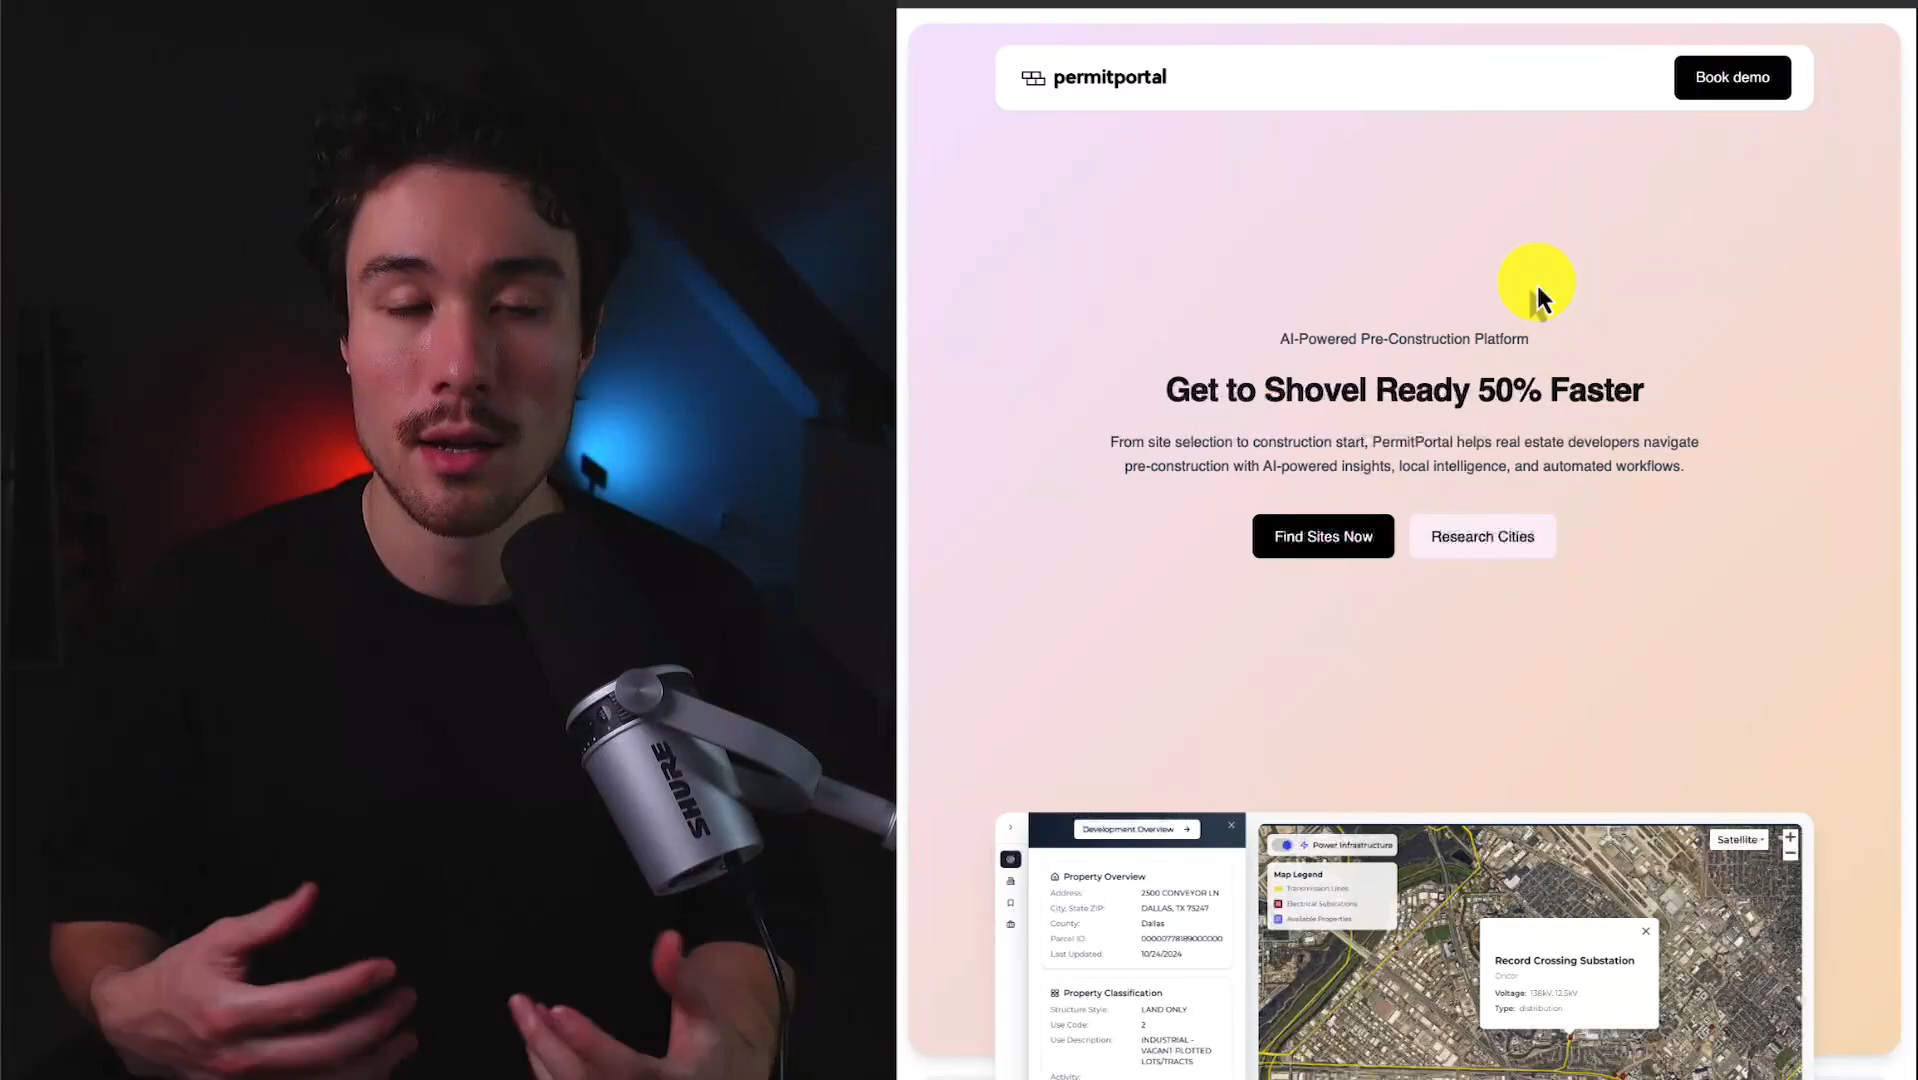 permitportal
Book demo
AI-Powered Pre-Construction Platform
Get to Shovel Ready 50% Faster
From site selection to construction start, PermitPortal helps real estate developers navigate
pre-construction with AI-powered insights, local intelligence, and automated workflows.
Find Sites Now
Research Cities
Development Overview →
Property Overview
Address: 2500 CONVEYOR LN
City, State ZIP: DALLAS, TX 75247
County: Dallas
Parcel ID: 00000778189000000
Last Updated: 10/24/2024
Property Classification
Structure Style: LAND ONLY
Use Code: 2
Use Description: INDUSTRIAL -
VACANT PLOTTED
LOTS/TRACTS
Activity:
Power Infrastructure
Map Legend
Transmission Lines
Electrical Substations
Available Properties
Satellite
+
−
Record Crossing Substation
Oncor
Voltage: 138kV, 12.5kV
Type: distribution
SHURE